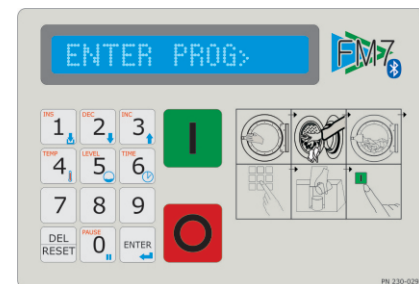 ENTER PROG>
FM7
INS DEC INC
1 2 3
TEMP LEVEL TIME
4 5 6
7 8 9
DEL RESET
PAUSE
0
ENTER
PN 230-029